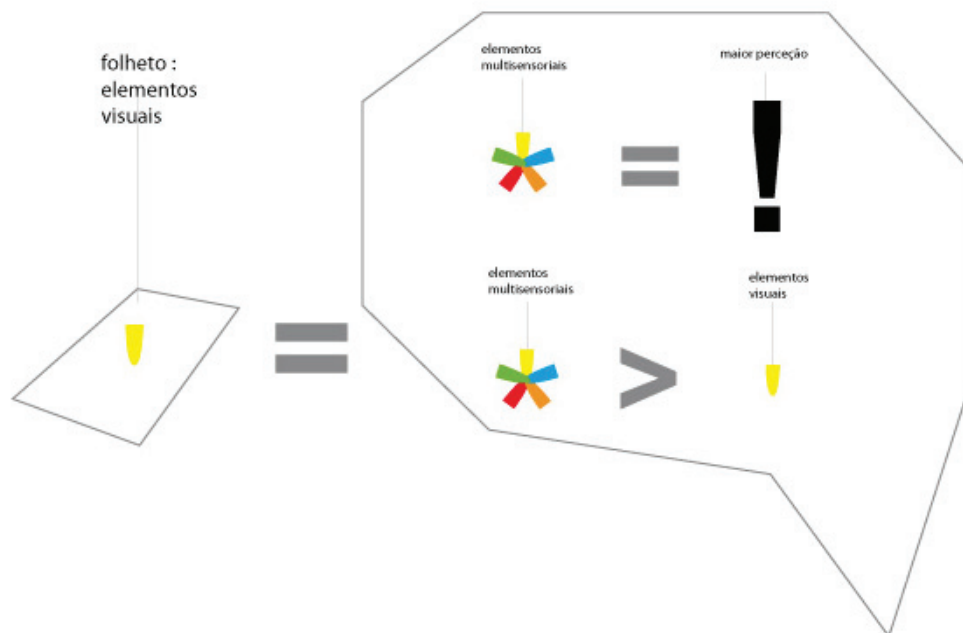 folheto :
elementos
visuais
elementos
multisensoriais
=
maior perceção
!
=
elementos
multisensoriais
>
elementos
visuais